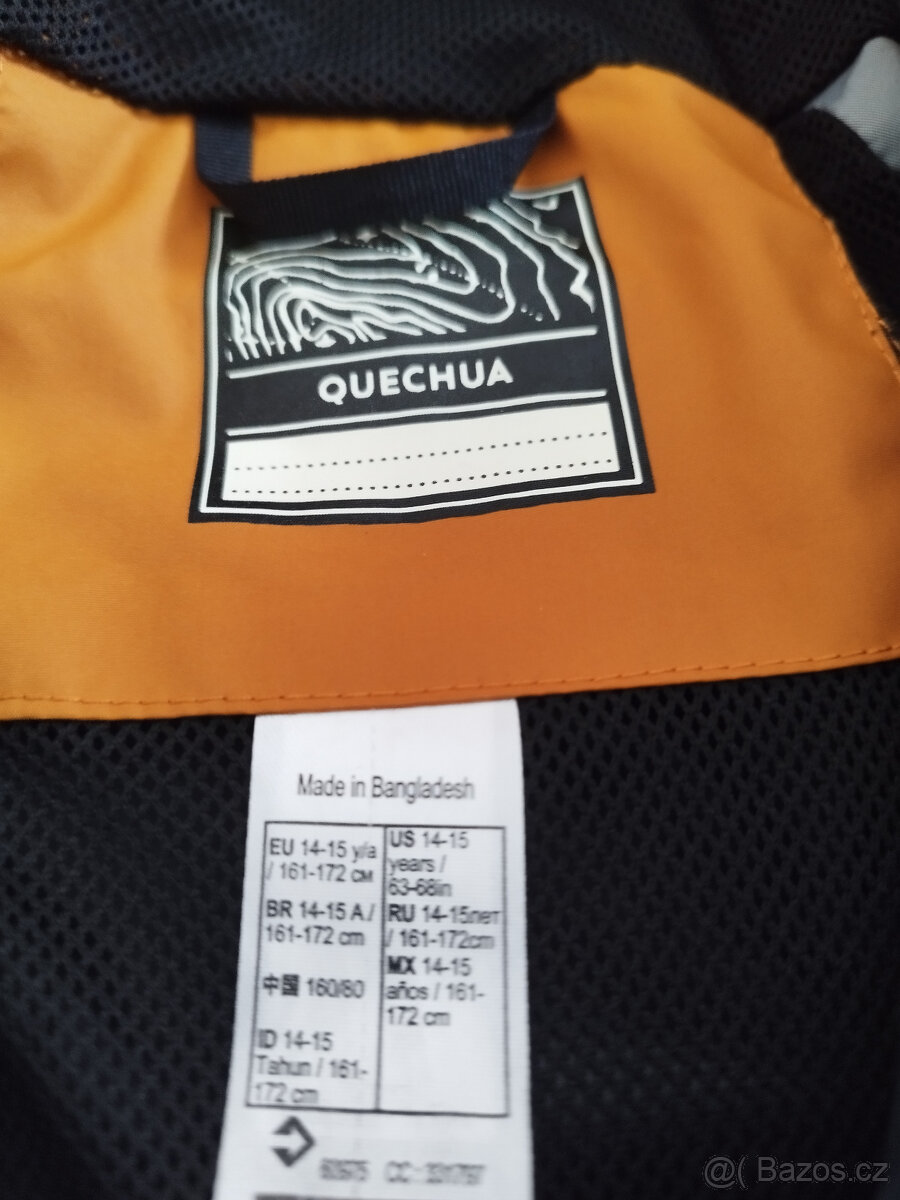 QUECHUA
Made in Bangladesh
EU 14-15 y/a
/ 161-172 см
BR 14-15 A /
161-172 cm
中国 160/80
ID 14-15
Tahun / 161-
172 cm
US 14-15
years /
63-68in
RU 14-15лет
/ 161-172cm
MX 14-15
años / 161-
172 cm
CC :
@( Bazos.cz